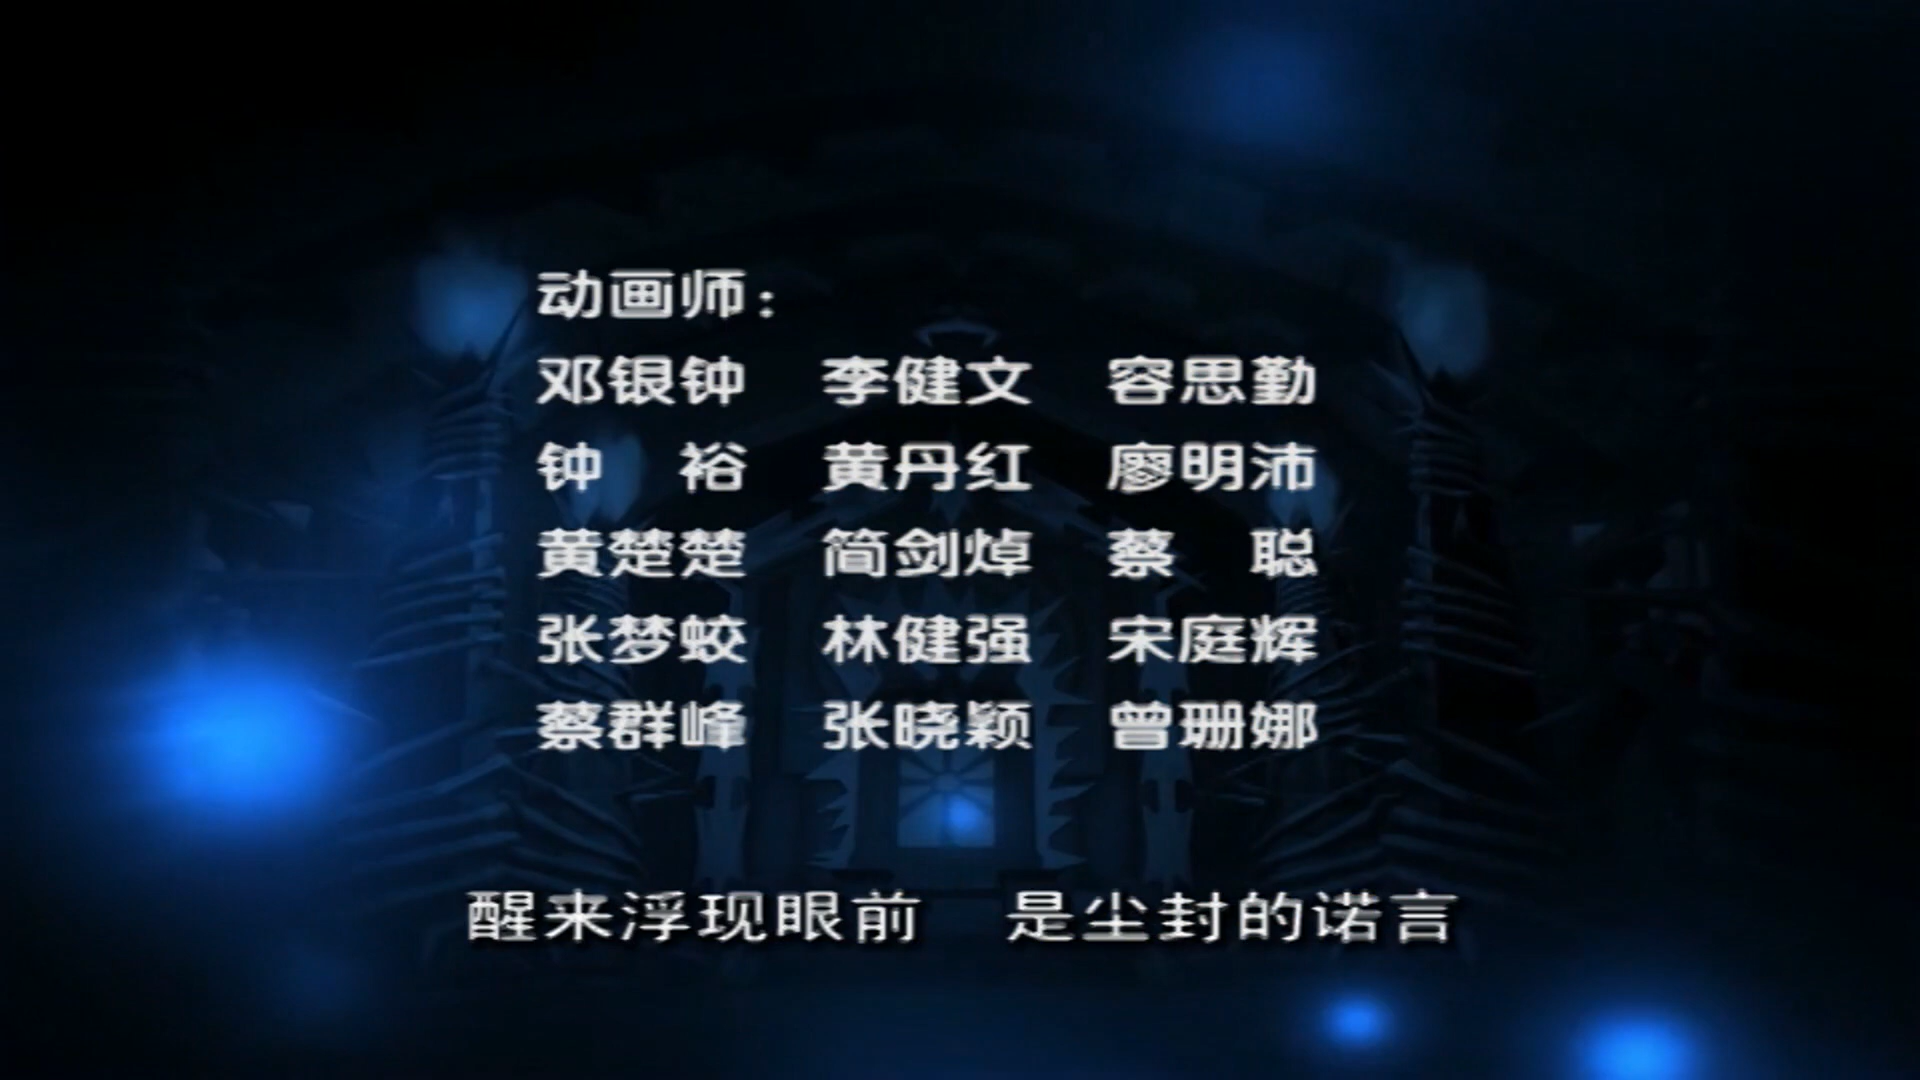 动画师：
邓银钟　李健文　容思勤
钟　裕　黄丹红　廖明沛
黄楚楚　简剑焯　蔡　聪
张梦蛟　林健强　宋庭辉
蔡群峰　张晓颖　曾珊娜
醒来浮现眼前　是尘封的诺言